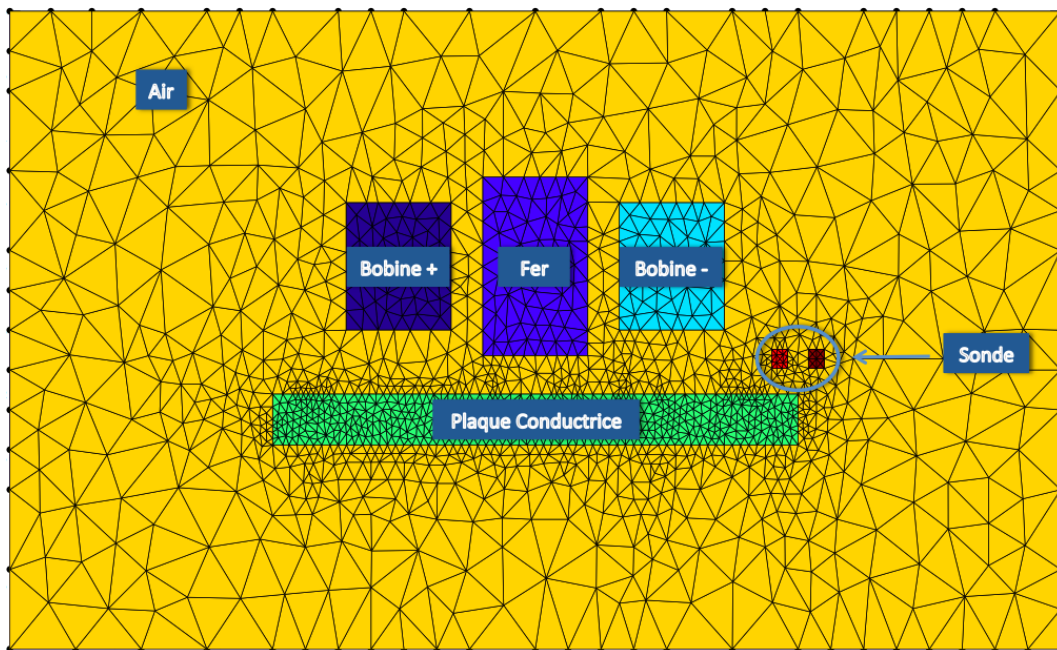 Air
Bobine +
Fer
Bobine -
Sonde
Plaque Conductrice